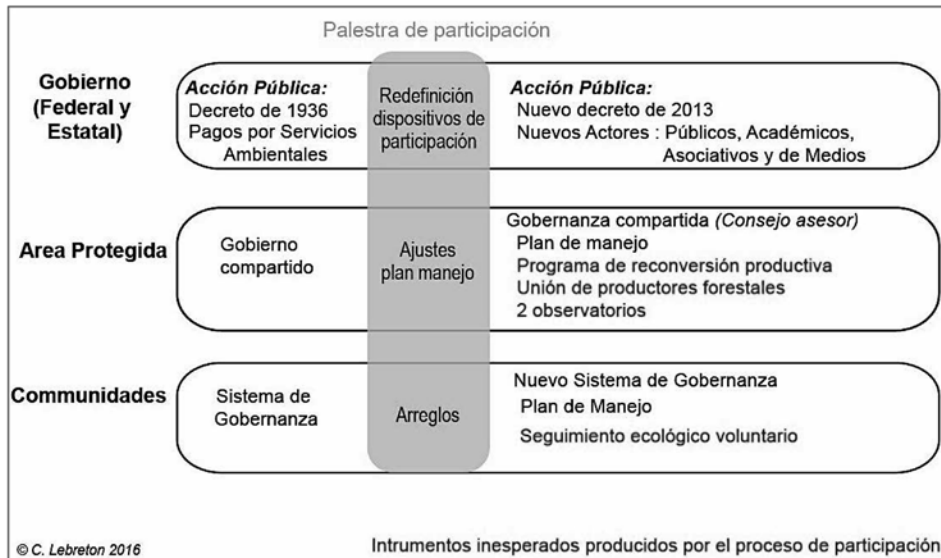 Palestra de participación
Gobierno
(Federal y
Estatal)
Acción Pública:
Decreto de 1936
Pagos por Servicios
Ambientales
Redefinición
dispositivos de
participación
Acción Pública:
Nuevo decreto de 2013
Nuevos Actores : Públicos, Académicos,
Asociativos y de Medios
Area Protegida
Gobierno
compartido
Ajustes
plan manejo
Gobernanza compartida (Consejo asesor)
Plan de manejo
Programa de reconversión productiva
Unión de productores forestales
2 observatorios
Communidades
Sistema de
Gobernanza
Arreglos
Nuevo Sistema de Gobernanza
Plan de Manejo
Seguimiento ecológico voluntario
© C. Lebreton 2016
Intrumentos inesperados producidos por el proceso de participación